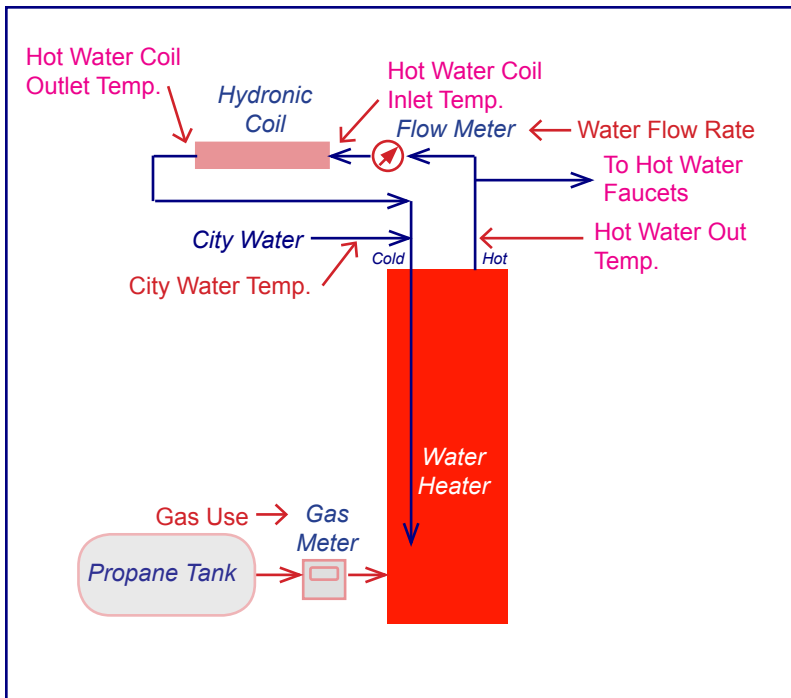 Hot Water Coil
Outlet Temp.
Hydronic
Coil
Hot Water Coil
Inlet Temp.
Flow Meter
Water Flow Rate
To Hot Water
Faucets
City Water
Cold
Hot
Hot Water Out
Temp.
City Water Temp.
Water
Heater
Gas Use
Gas
Meter
Propane Tank